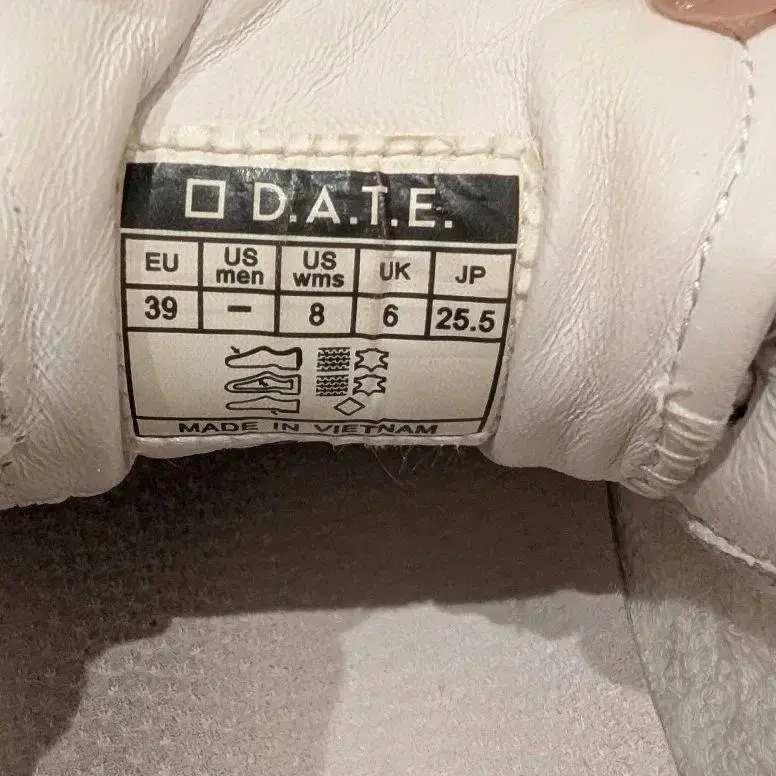 D.A.T.E.
EU US men US wms UK JP
39 – 8 6 25.5
MADE IN VIETNAM